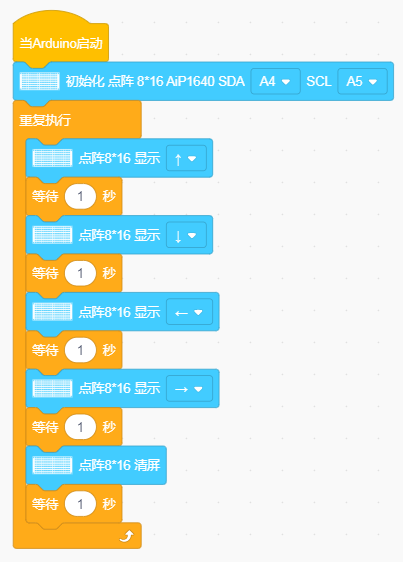 当Arduino启动
初始化 点阵 8*16 AiP1640 SDA A4 SCL A5
重复执行
点阵8*16 显示 ↑
等待 1 秒
点阵8*16 显示 ↓
等待 1 秒
点阵8*16 显示 ←
等待 1 秒
点阵8*16 显示 →
等待 1 秒
点阵8*16 清屏
等待 1 秒